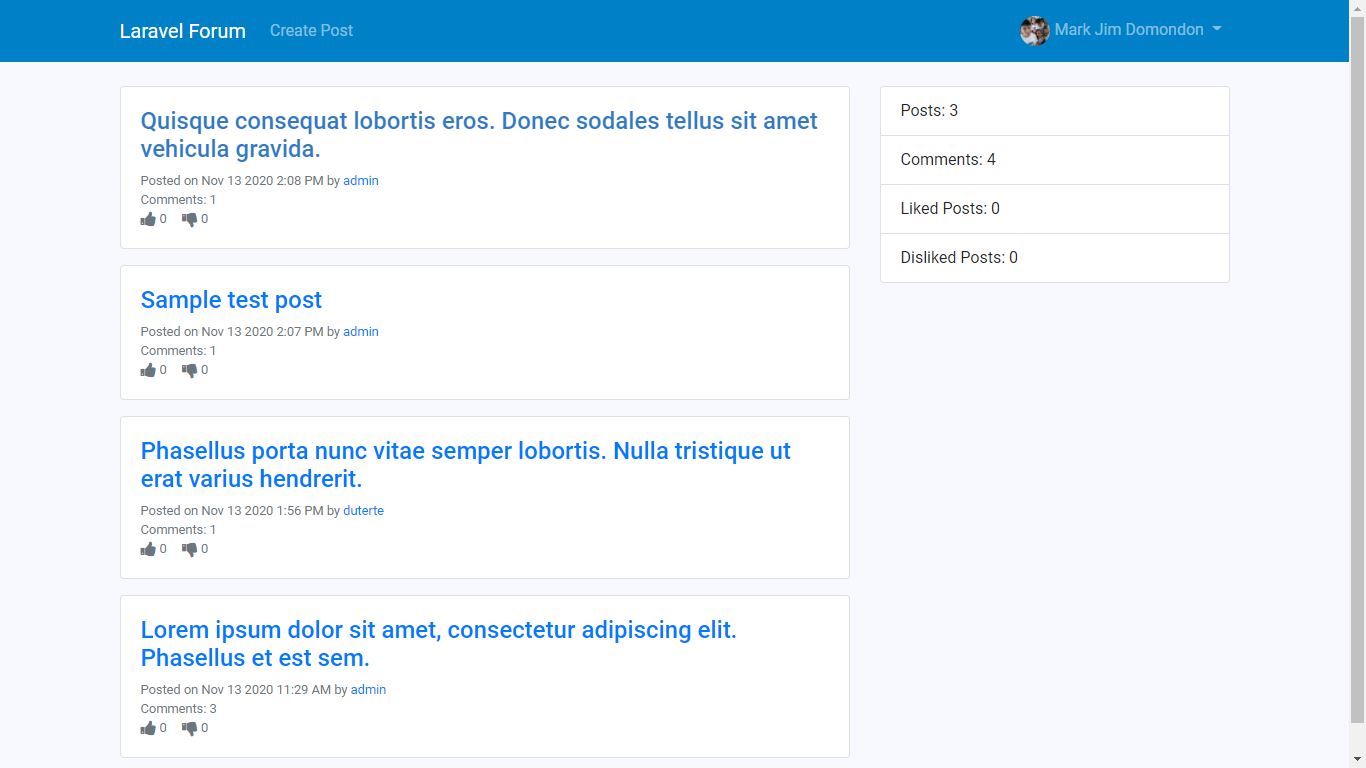 Laravel Forum Create Post Mark Jim Domondon
Quisque consequat lobortis eros. Donec sodales tellus sit amet
vehicula gravida.
Posted on Nov 13 2020 2:08 PM by admin
Comments: 1
0 0
Sample test post
Posted on Nov 13 2020 2:07 PM by admin
Comments: 1
0 0
Phasellus porta nunc vitae semper lobortis. Nulla tristique ut
erat varius hendrerit.
Posted on Nov 13 2020 1:56 PM by duterte
Comments: 1
0 0
Lorem ipsum dolor sit amet, consectetur adipiscing elit.
Phasellus et est sem.
Posted on Nov 13 2020 11:29 AM by admin
Comments: 3
0 0
Posts: 3
Comments: 4
Liked Posts: 0
Disliked Posts: 0